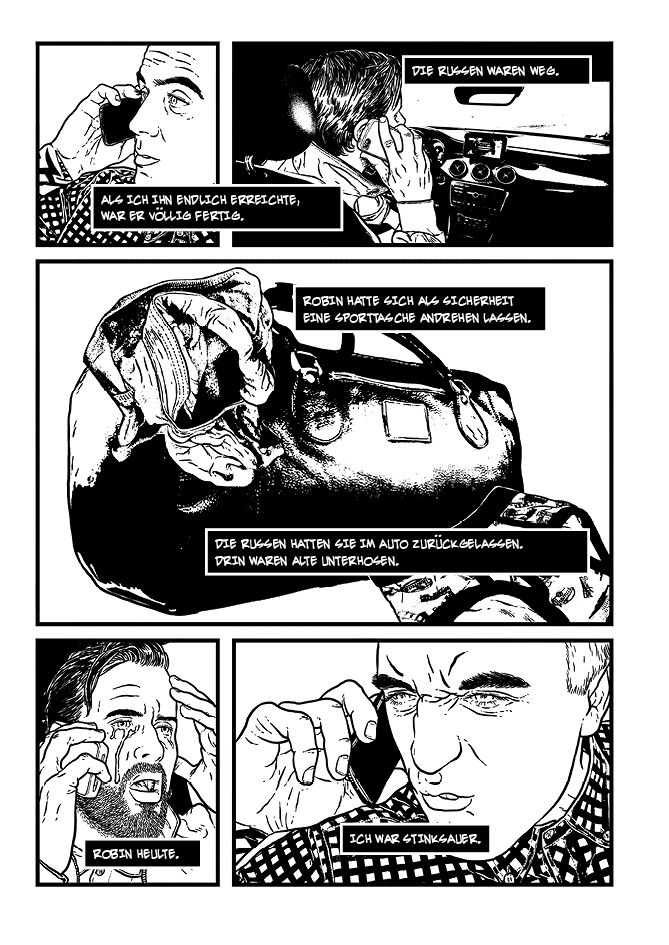 ALS ICH IHN ENDLICH ERREICHTE,
WAR ER VÖLLIG FERTIG.
DIE RUSSEN WAREN WEG.
ROBIN HATTE SICH ALS SICHERHEIT
EINE SPORTTASCHE ANDREHEN LASSEN.
DIE RUSSEN HATTEN SIE IM AUTO ZURÜCKGELASSEN.
DRIN WAREN ALTE UNTERHOSEN.
ROBIN HEULTE.
ICH WAR STINKSAUER.